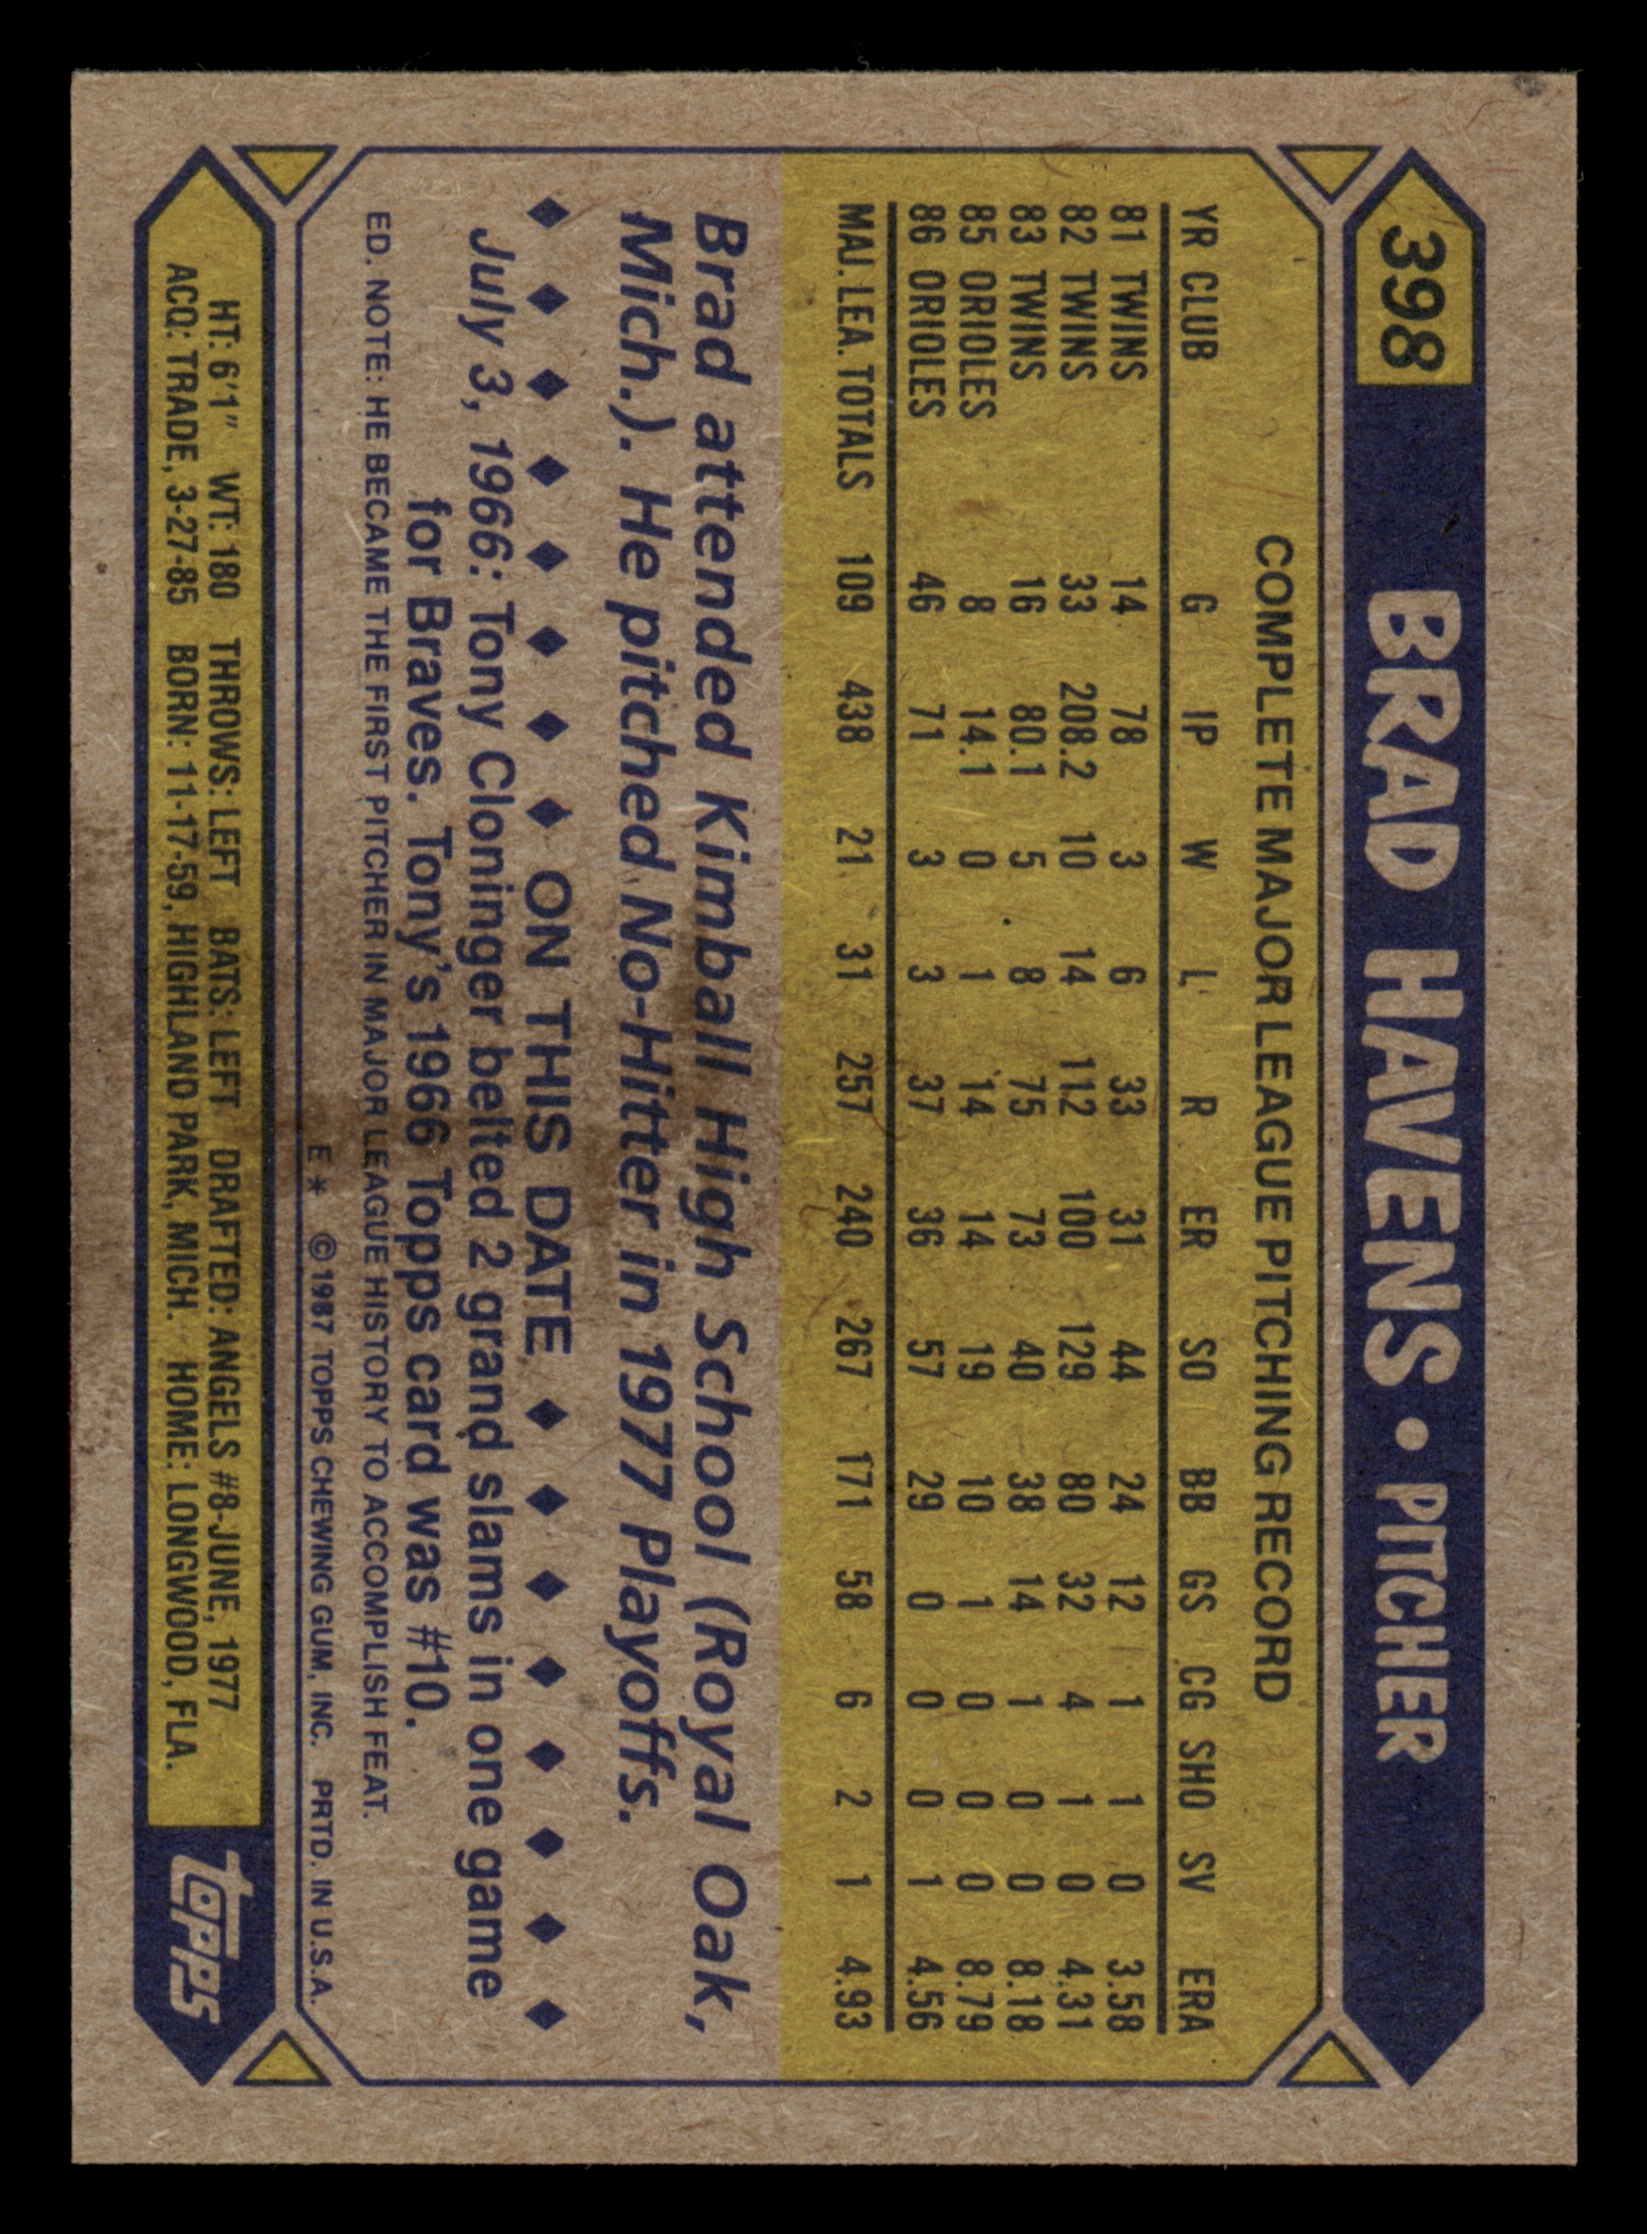 398 BRAD HAVENS • PITCHER
COMPLETE MAJOR LEAGUE PITCHING RECORD
YR CLUB G IP W L R ER SO BB GS CG SHO SV ERA
81 TWINS 14 78 3 6 33 31 44 24 12 1 1 0 3.58
82 TWINS 33 208.2 10 14 112 100 129 80 32 4 1 0 4.31
83 TWINS 16 80.1 5 8 75 73 40 38 14 1 0 0 8.18
85 ORIOLES 8 14.1 0 1 14 14 19 10 1 0 0 0 8.79
86 ORIOLES 46 71 3 3 37 36 57 29 0 0 0 1 4.56
MAJ. LEA. TOTALS 109 438 21 31 257 240 267 171 58 6 2 1 4.93
Brad attended Kimball High School (Royal Oak,
Mich.). He pitched No-Hitter in 1977 Playoffs.
◆ ◆ ◆ ◆ ◆ ◆ ◆ ◆ ON THIS DATE ◆ ◆ ◆ ◆ ◆ ◆ ◆ ◆
July 3, 1966: Tony Cloninger belted 2 grand slams in one game
for Braves. Tony's 1966 Topps card was #10.
ED. NOTE: HE BECAME THE FIRST PITCHER IN MAJOR LEAGUE HISTORY TO ACCOMPLISH FEAT.
E* © 1987 TOPPS CHEWING GUM, INC. PRTD. IN U.S.A.
HT: 6'1" WT: 180 THROWS: LEFT BATS: LEFT DRAFTED: ANGELS #8-JUNE, 1977
ACQ: TRADE, 3-27-85 BORN: 11-17-59, HIGHLAND PARK, MICH. HOME: LONGWOOD, FLA.
topps